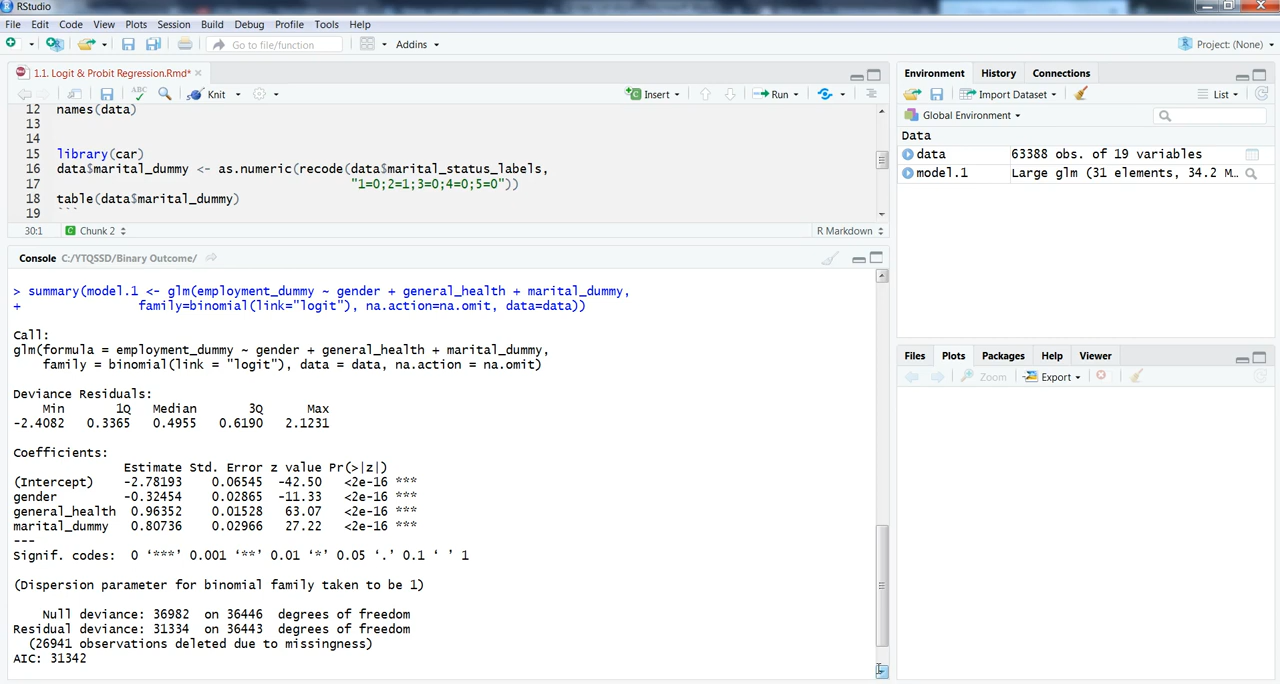 RStudio
File Edit Code View Plots Session Build Debug Profile Tools Help
Go to file/function Addins Project: (None)
1.1. Logit & Probit Regression.Rmd* ×
ABC Knit Insert Run
12 names(data)
13
14
15 library(car)
16 data$marital_dummy <- as.numeric(recode(data$marital_status_labels,
17 "1=0;2=1;3=0;4=0;5=0"))
18 table(data$marital_dummy)
19 ```
30:1 Chunk 2 R Markdown
Console C:/YTQSSD/Binary Outcome/
> summary(model.1 <- glm(employment_dummy ~ gender + general_health + marital_dummy,
+ family=binomial(link="logit"), na.action=na.omit, data=data))
Call:
glm(formula = employment_dummy ~ gender + general_health + marital_dummy,
family = binomial(link = "logit"), data = data, na.action = na.omit)
Deviance Residuals:
Min 1Q Median 3Q Max
-2.4082 0.3365 0.4955 0.6190 2.1231
Coefficients:
Estimate Std. Error z value Pr(>|z|)
(Intercept) -2.78193 0.06545 -42.50 <2e-16 ***
gender -0.32454 0.02865 -11.33 <2e-16 ***
general_health 0.96352 0.01528 63.07 <2e-16 ***
marital_dummy 0.80736 0.02966 27.22 <2e-16 ***
---
Signif. codes: 0 ‘***’ 0.001 ‘**’ 0.01 ‘*’ 0.05 ‘.’ 0.1 ‘ ’ 1
(Dispersion parameter for binomial family taken to be 1)
Null deviance: 36982 on 36446 degrees of freedom
Residual deviance: 31334 on 36443 degrees of freedom
(26941 observations deleted due to missingness)
AIC: 31342
Environment History Connections
Import Dataset List
Global Environment
Data
data 63388 obs. of 19 variables
model.1 Large glm (31 elements, 34.2 M…
Files Plots Packages Help Viewer
Zoom Export